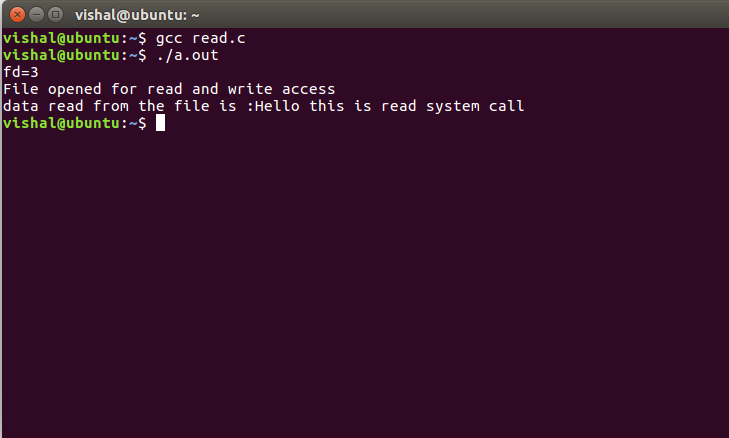 vishal@ubuntu: ~
vishal@ubuntu:~$ gcc read.c
vishal@ubuntu:~$ ./a.out
fd=3
File opened for read and write access
data read from the file is :Hello this is read system call
vishal@ubuntu:~$